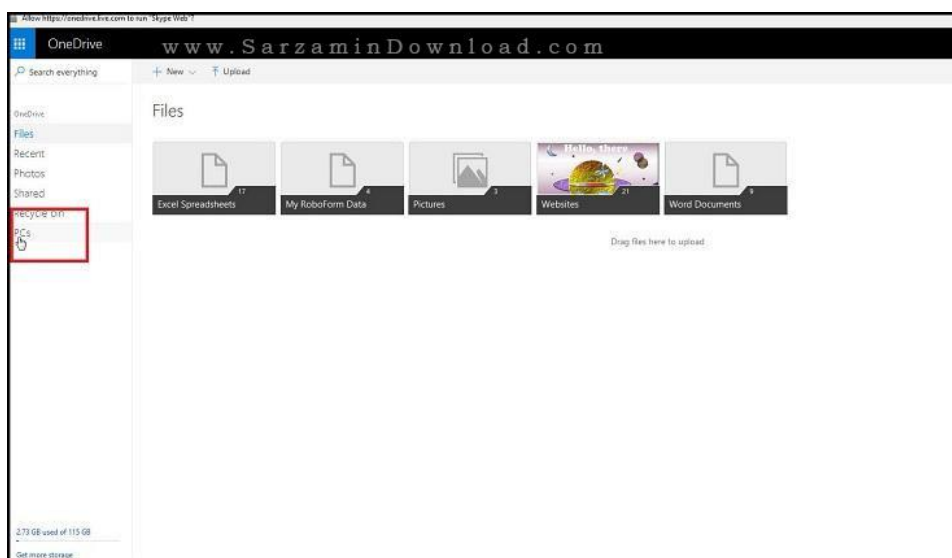 Allow https://onedrive.live.com to run "Skype Web"?
OneDrive
www.SarzaminDownload.com
Search everything
New
Upload
OneDrive
Files
Recent
Photos
Shared
Recycle bin
PCs
Files
17
Excel Spreadsheets
4
My RoboForm Data
3
Pictures
Hello, there
21
Websites
9
Word Documents
Drag files here to upload
2.73 GB used of 115 GB
Get more storage